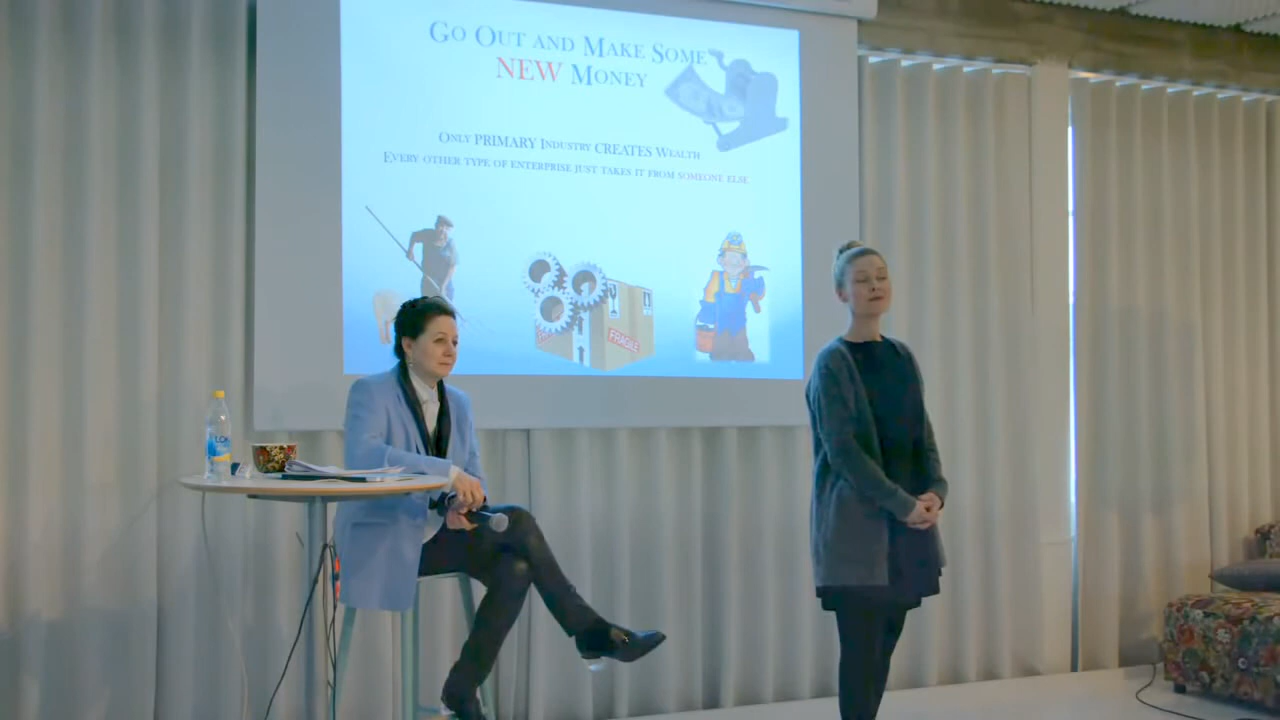 Go Out and Make Some
NEW Money
Only PRIMARY Industry CREATES Wealth
Every other type of enterprise just takes it from someone else
FRAGILE